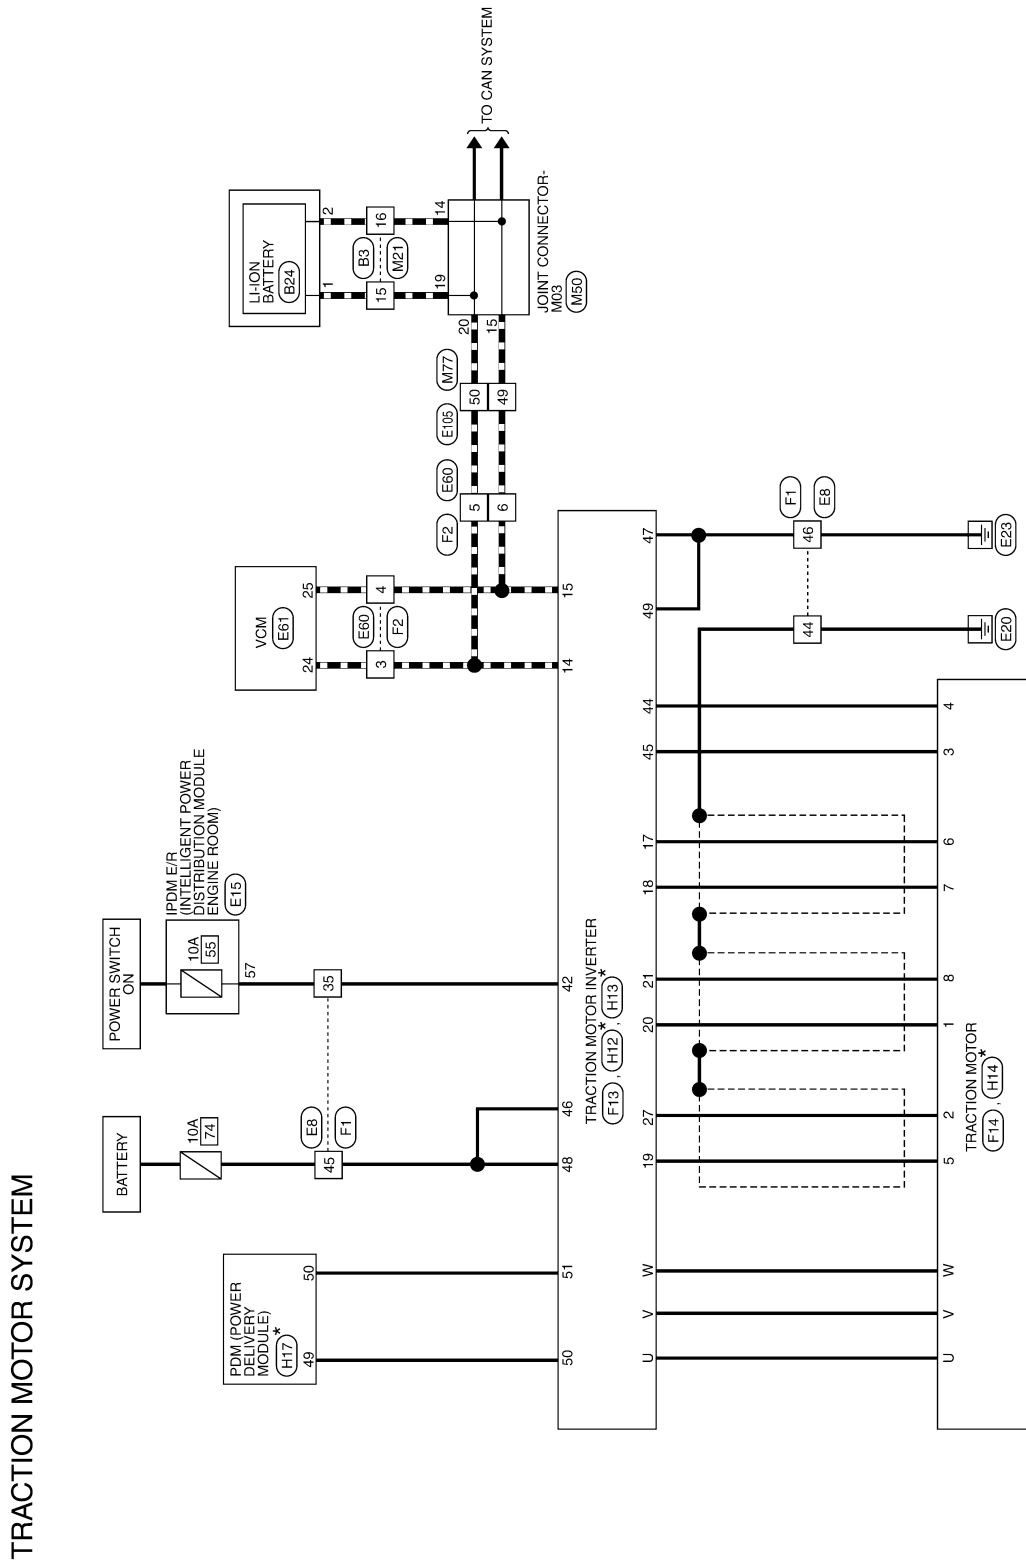 TRACTION MOTOR SYSTEM
BATTERY
10A
74
45
E8
F1
POWER SWITCH
ON
10A
55
57
IPDM E/R
(INTELLIGENT POWER
DISTRIBUTION MODULE
ENGINE ROOM)
E15
35
PDM (POWER
DELIVERY
MODULE)
H17
*
49
50
VCM
E61
24
25
3
E60
F2
4
LI-ION
BATTERY
B24
1
2
15
B3
M21
16
19
14
20
15
JOINT CONNECTOR-
M03
M50
TO CAN SYSTEM
F2
E60
E105
M77
5
50
6
49
50
51
48
46
42
14
15
TRACTION MOTOR INVERTER
F13 , H12 * , H13 *
U
V
W
19
27
20
21
18
17
45
44
49
47
44
46
F1
E8
E20
E23
U
V
W
5
2
1
8
7
6
3
4
TRACTION MOTOR
F14 , H14 *